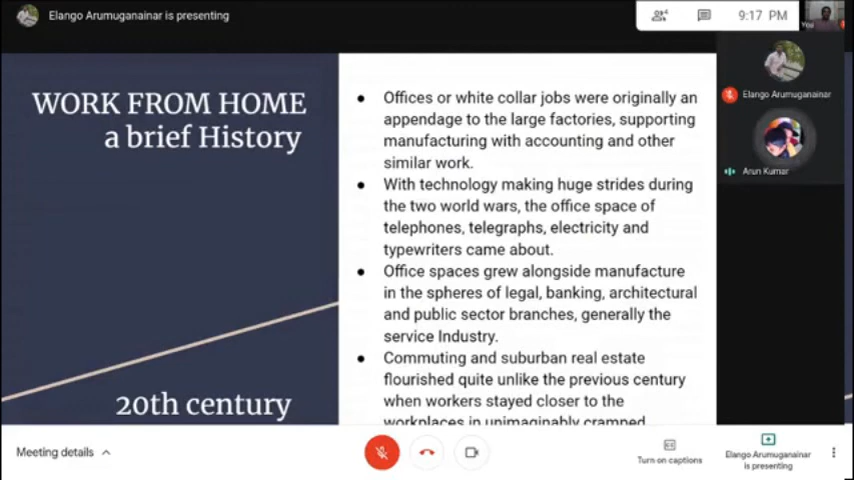 Elango Arumuganainar is presenting
4
9:17 PM
You
WORK FROM HOME
a brief History
20th century
● Offices or white collar jobs were originally an
appendage to the large factories, supporting
manufacturing with accounting and other
similar work.
● With technology making huge strides during
the two world wars, the office space of
telephones, telegraphs, electricity and
typewriters came about.
● Office spaces grew alongside manufacture
in the spheres of legal, banking, architectural
and public sector branches, generally the
service Industry.
● Commuting and suburban real estate
flourished quite unlike the previous century
when workers stayed closer to the
workplaces in unimaginably cramped
Elango Arumuganainar
Arun Kumar
Meeting details
Turn on captions
Elango Arumuganainar
is presenting